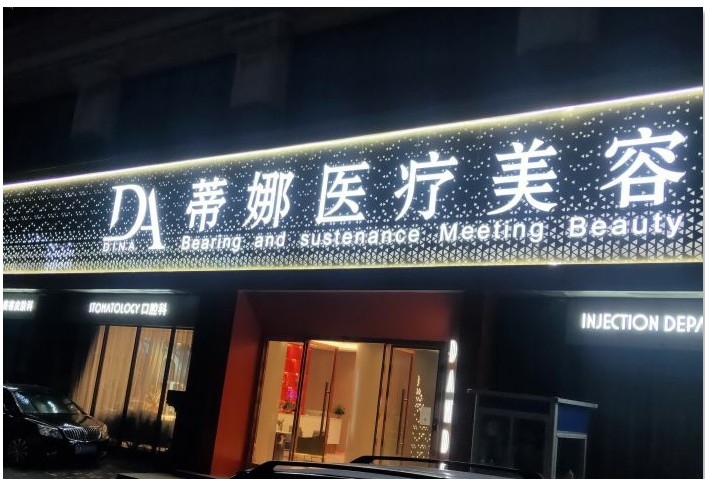 DA 蒂娜医疗美容
DINA Bearing and sustenance Meeting Beauty
STOMATOLOGY 口腔科
INJECTION DEPA